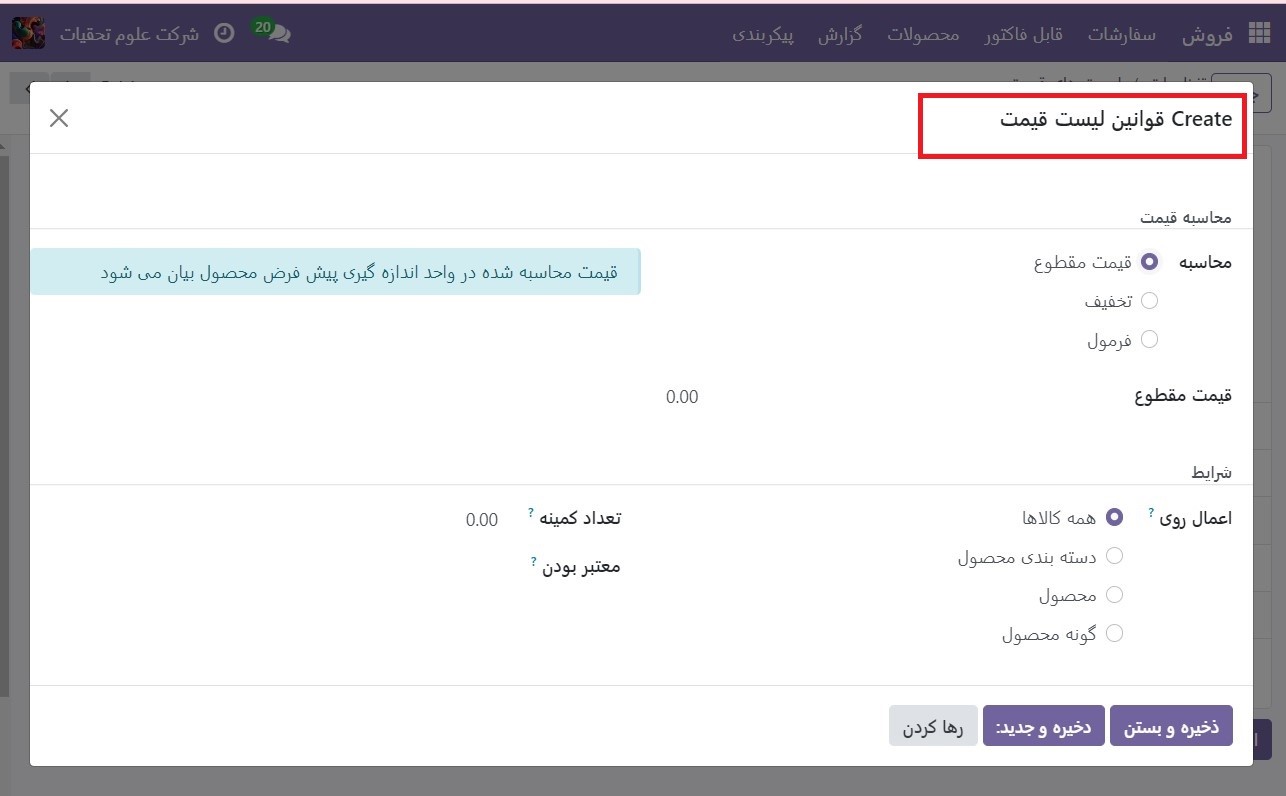 فروش سفارشات قابل فاکتور محصولات گزارش پیکربندی 20 شرکت علوم تحقیات
Create قوانین لیست قیمت
محاسبه قیمت
محاسبه قیمت مقطوع
تخفیف
فرمول
قیمت محاسبه شده در واحد اندازه گیری پیش فرض محصول بیان می شود
قیمت مقطوع 0.00
شرایط
اعمال روی ? همه کالاها
دسته بندی محصول
محصول
گونه محصول
تعداد کمینه ? 0.00
معتبر بودن ?
ذخیره و بستن دخیره و جدید: رها کردن